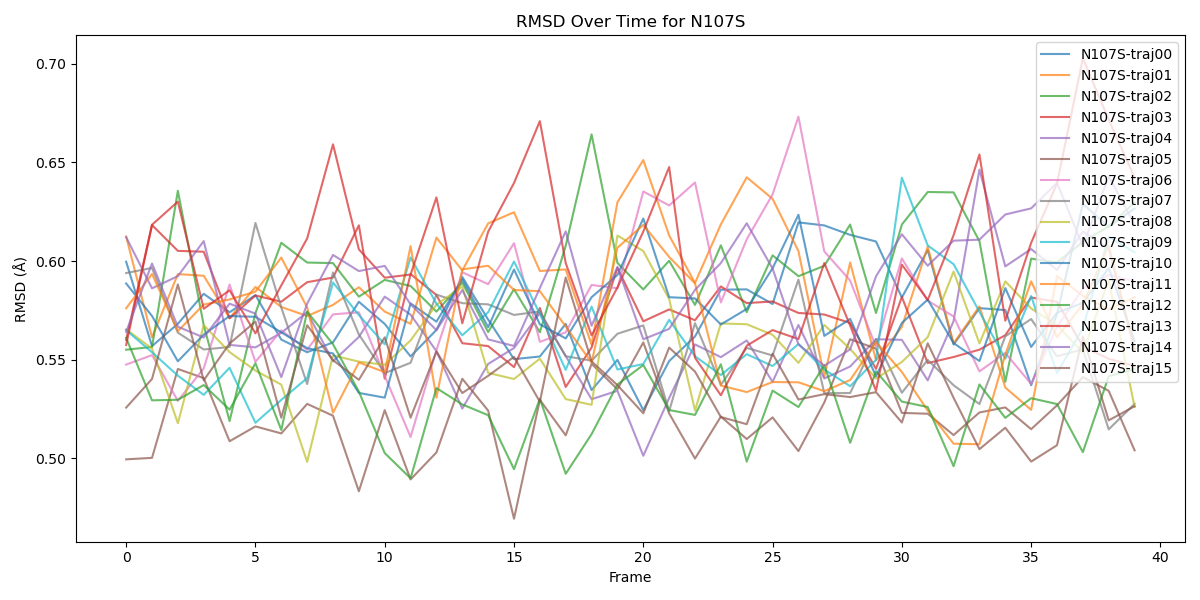 RMSD Over Time for N107S
RMSD (Å)
0.70
0.65
0.60
0.55
0.50
0
5
10
15
20
25
30
35
40
Frame
N107S-traj00
N107S-traj01
N107S-traj02
N107S-traj03
N107S-traj04
N107S-traj05
N107S-traj06
N107S-traj07
N107S-traj08
N107S-traj09
N107S-traj10
N107S-traj11
N107S-traj12
N107S-traj13
N107S-traj14
N107S-traj15